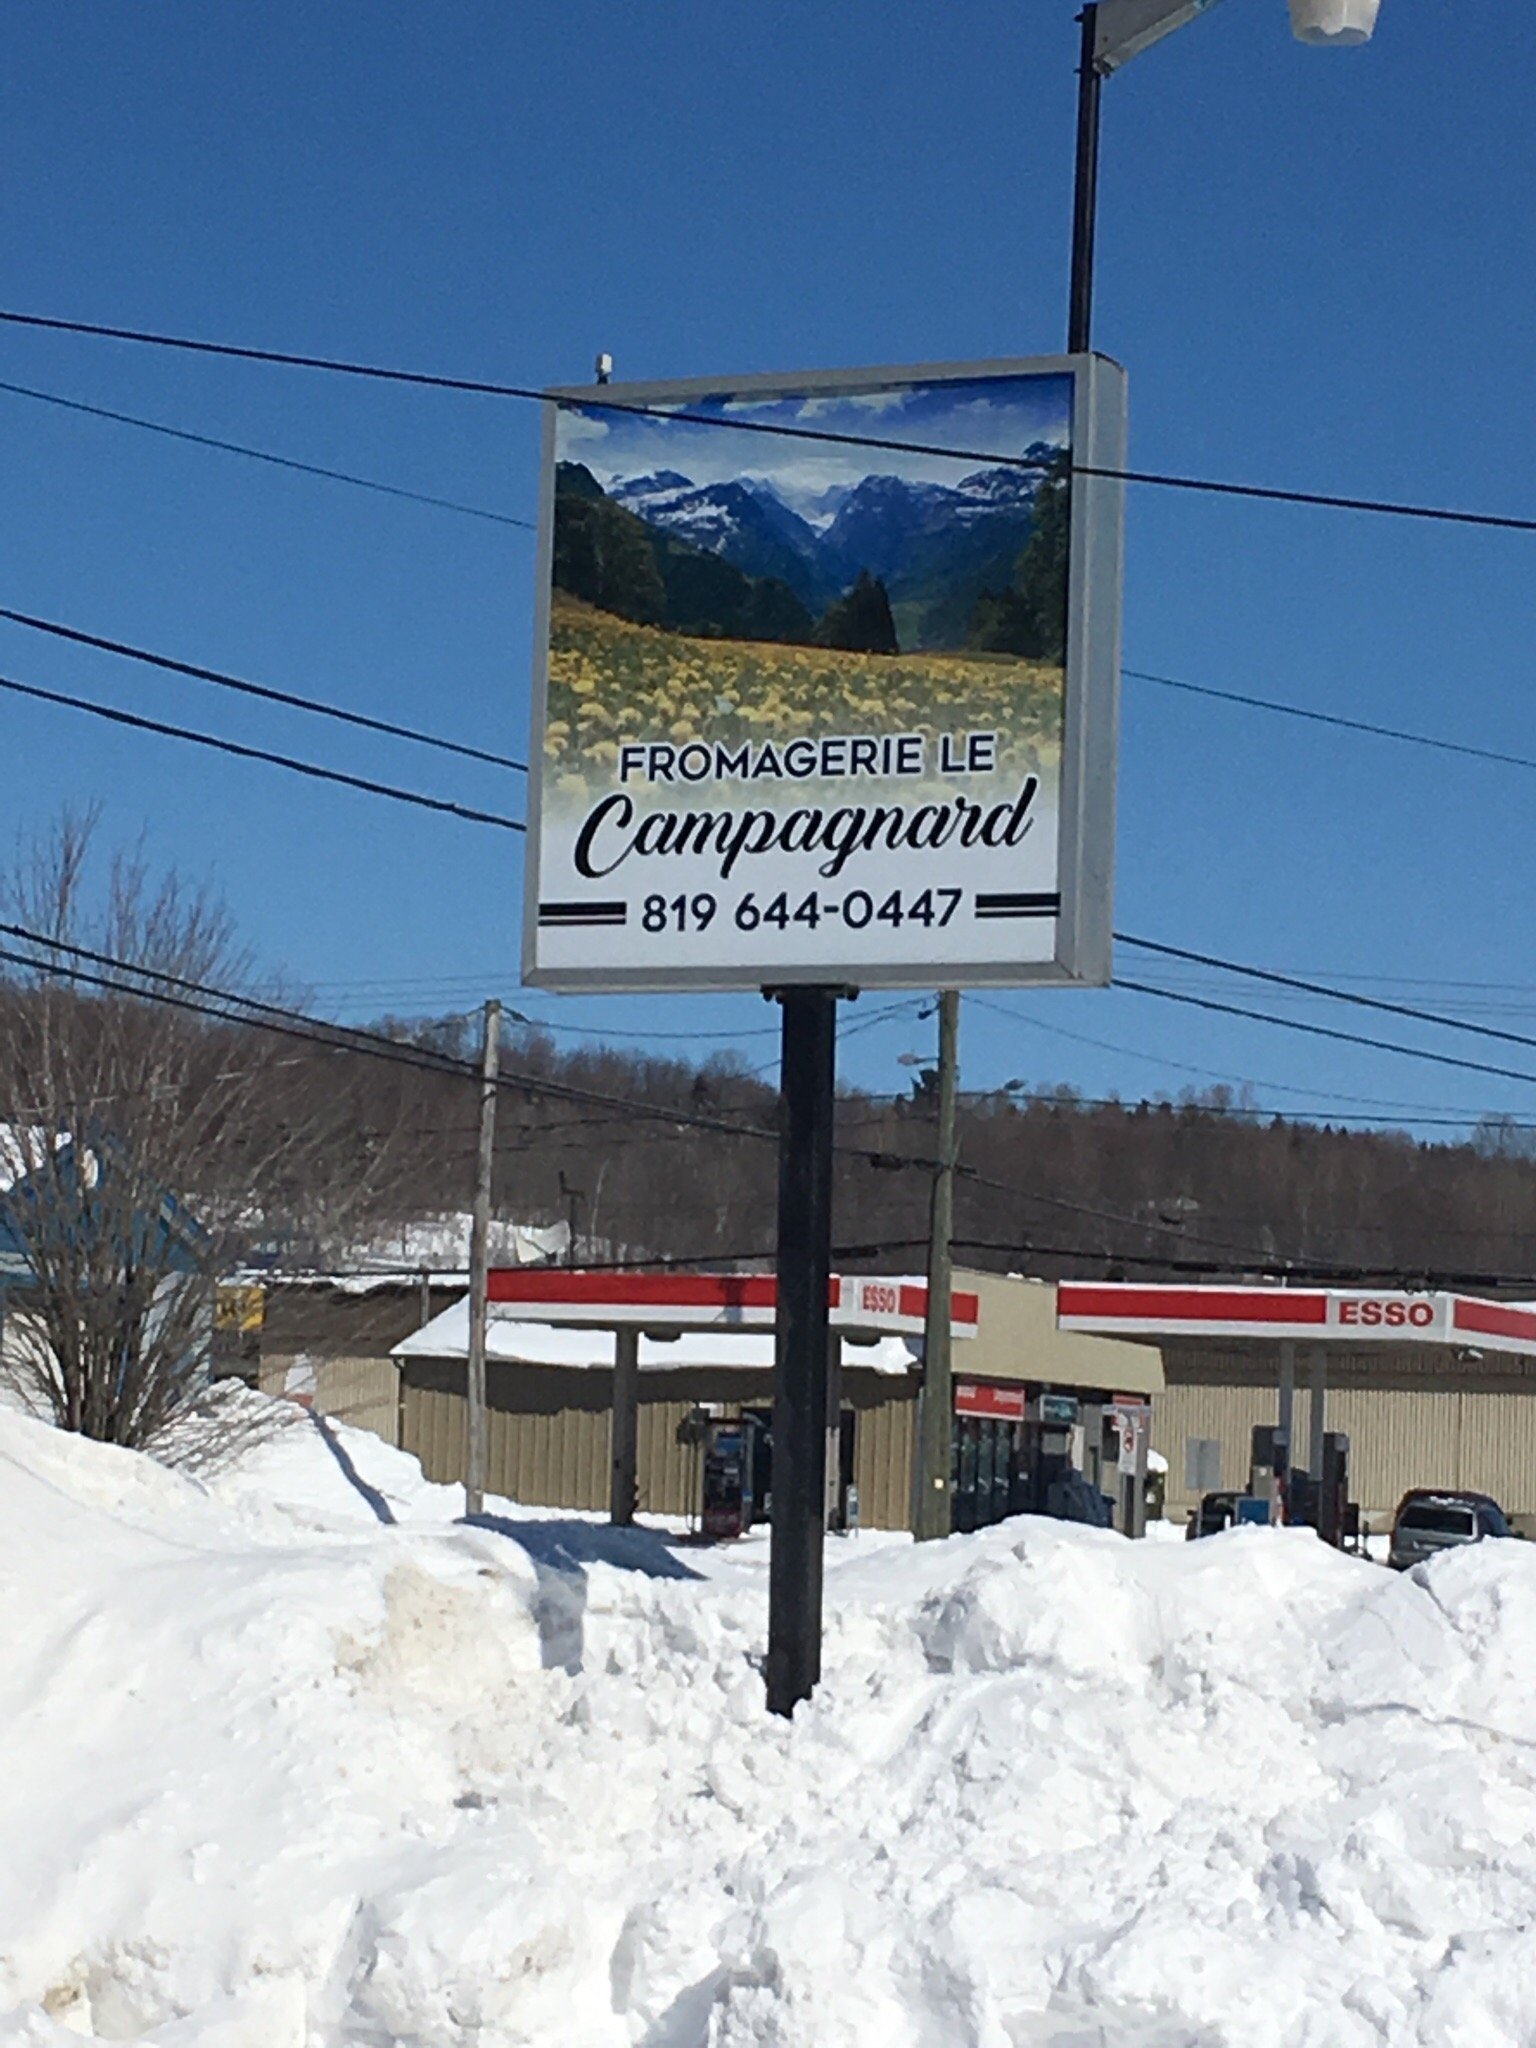 FROMAGERIE LE
Campagnard
819 644-0447
ESSO
ESSO